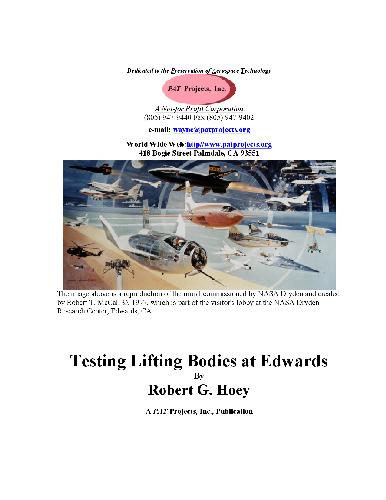 Dedicated to the Preservation of Aerospace Technology
PAT Projects, Inc.
A Not-for Profit Corporation
(805) 947-9440 FAX (805) 947-9402
e-mail: wayne@patprojects.org
World Wide Web:http//www.patprojects.org
418 Bogie Street Palmdale, CA 93551
The image above is a reproduction of the mural commissioned by NASA Dryden and created
by Robert T. McCall which is part of the visitor's lobby at the NASA Dryden
Research Center, Edwards, CA
Testing Lifting Bodies at Edwards
By
Robert G. Hoey
A PAT Projects, Inc., Publication